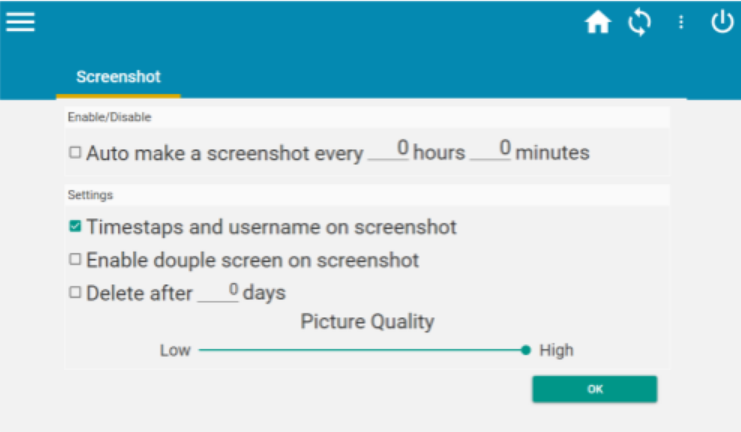 Screenshot
Enable/Disable
Auto make a screenshot every 0 hours 0 minutes
Settings
Timestaps and username on screenshot
Enable douple screen on screenshot
Delete after 0 days
Picture Quality
Low High
OK